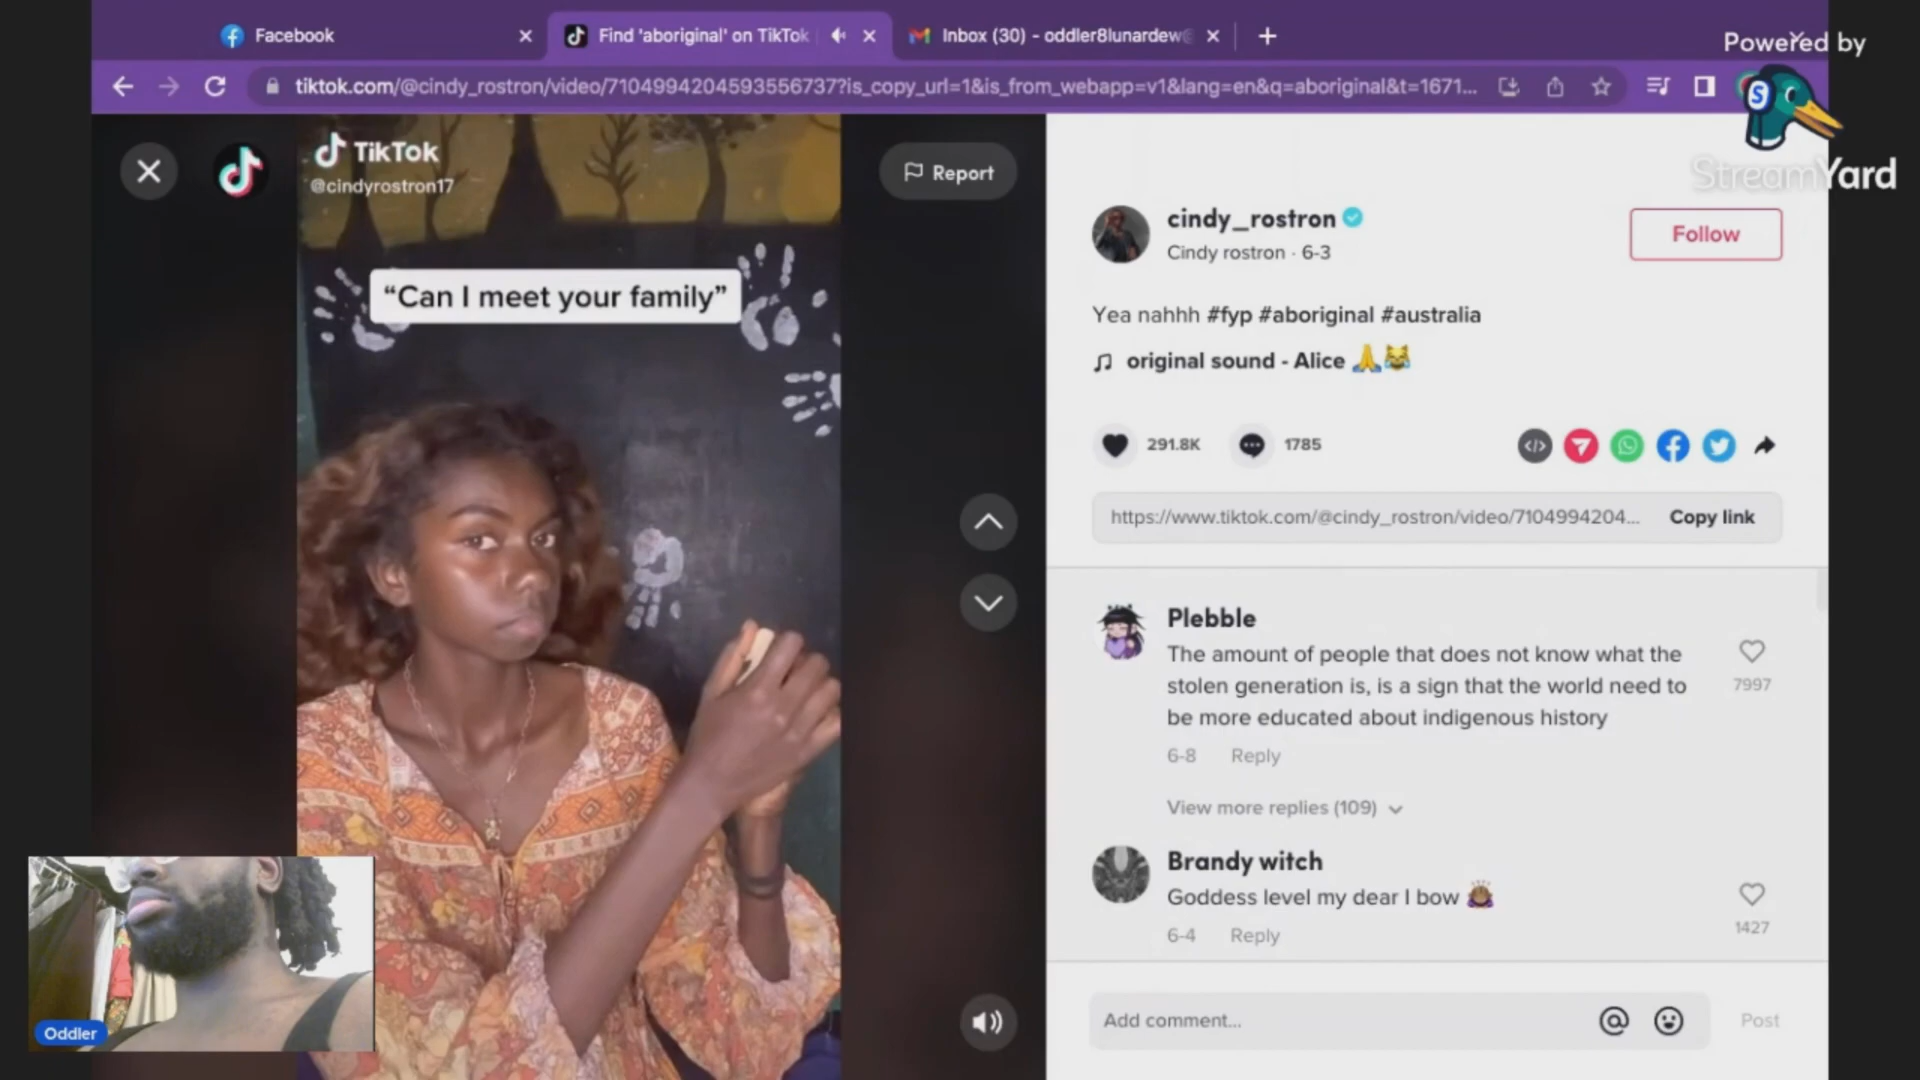 Facebook
Find 'aboriginal' on TikTok
Inbox (30) - oddler8lunardew@
Powered by
tiktok.com/@cindy_rostron/video/7104994204593556737?is_copy_url=1&is_from_webapp=v1&lang=en&q=aboriginal&t=1671...
StreamYard
TikTok
@cindyrostron17
Report
“Can I meet your family”
cindy_rostron
Cindy rostron · 6-3
Follow
Yea nahhh #fyp #aboriginal #australia
original sound - Alice 🙏😹
291.8K
1785
https://www.tiktok.com/@cindy_rostron/video/7104994204...
Copy link
Plebble
The amount of people that does not know what the
stolen generation is, is a sign that the world need to
be more educated about indigenous history
7997
6-8 Reply
View more replies (109)
Brandy witch
Goddess level my dear I bow 🙇🏾
1427
6-4 Reply
Add comment...
Post
Oddler